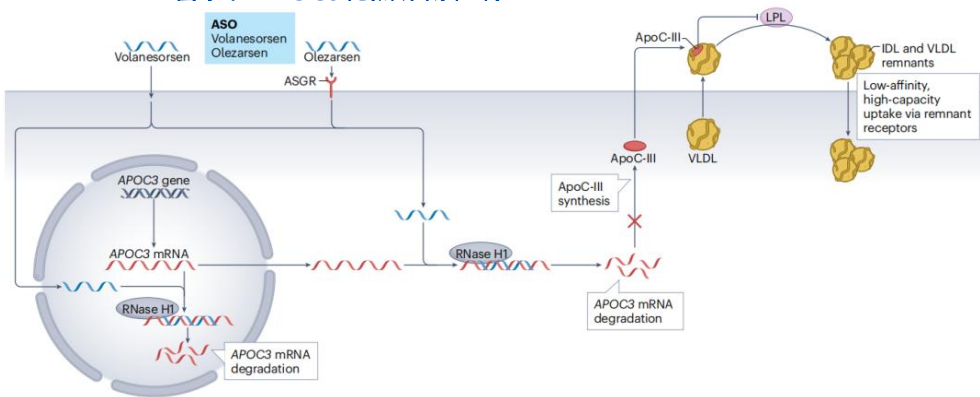 ASO
Volanesorsen
Olezarsen
Volanesorsen
Olezarsen
ASGR
ApoC-III
LPL
IDL and VLDL
remnants
Low-affinity,
high-capacity
uptake via remnant
receptors
ApoC-III
VLDL
ApoC-III
synthesis
APOC3 gene
APOC3 mRNA
RNase H1
RNase H1
APOC3 mRNA
degradation
APOC3 mRNA
degradation